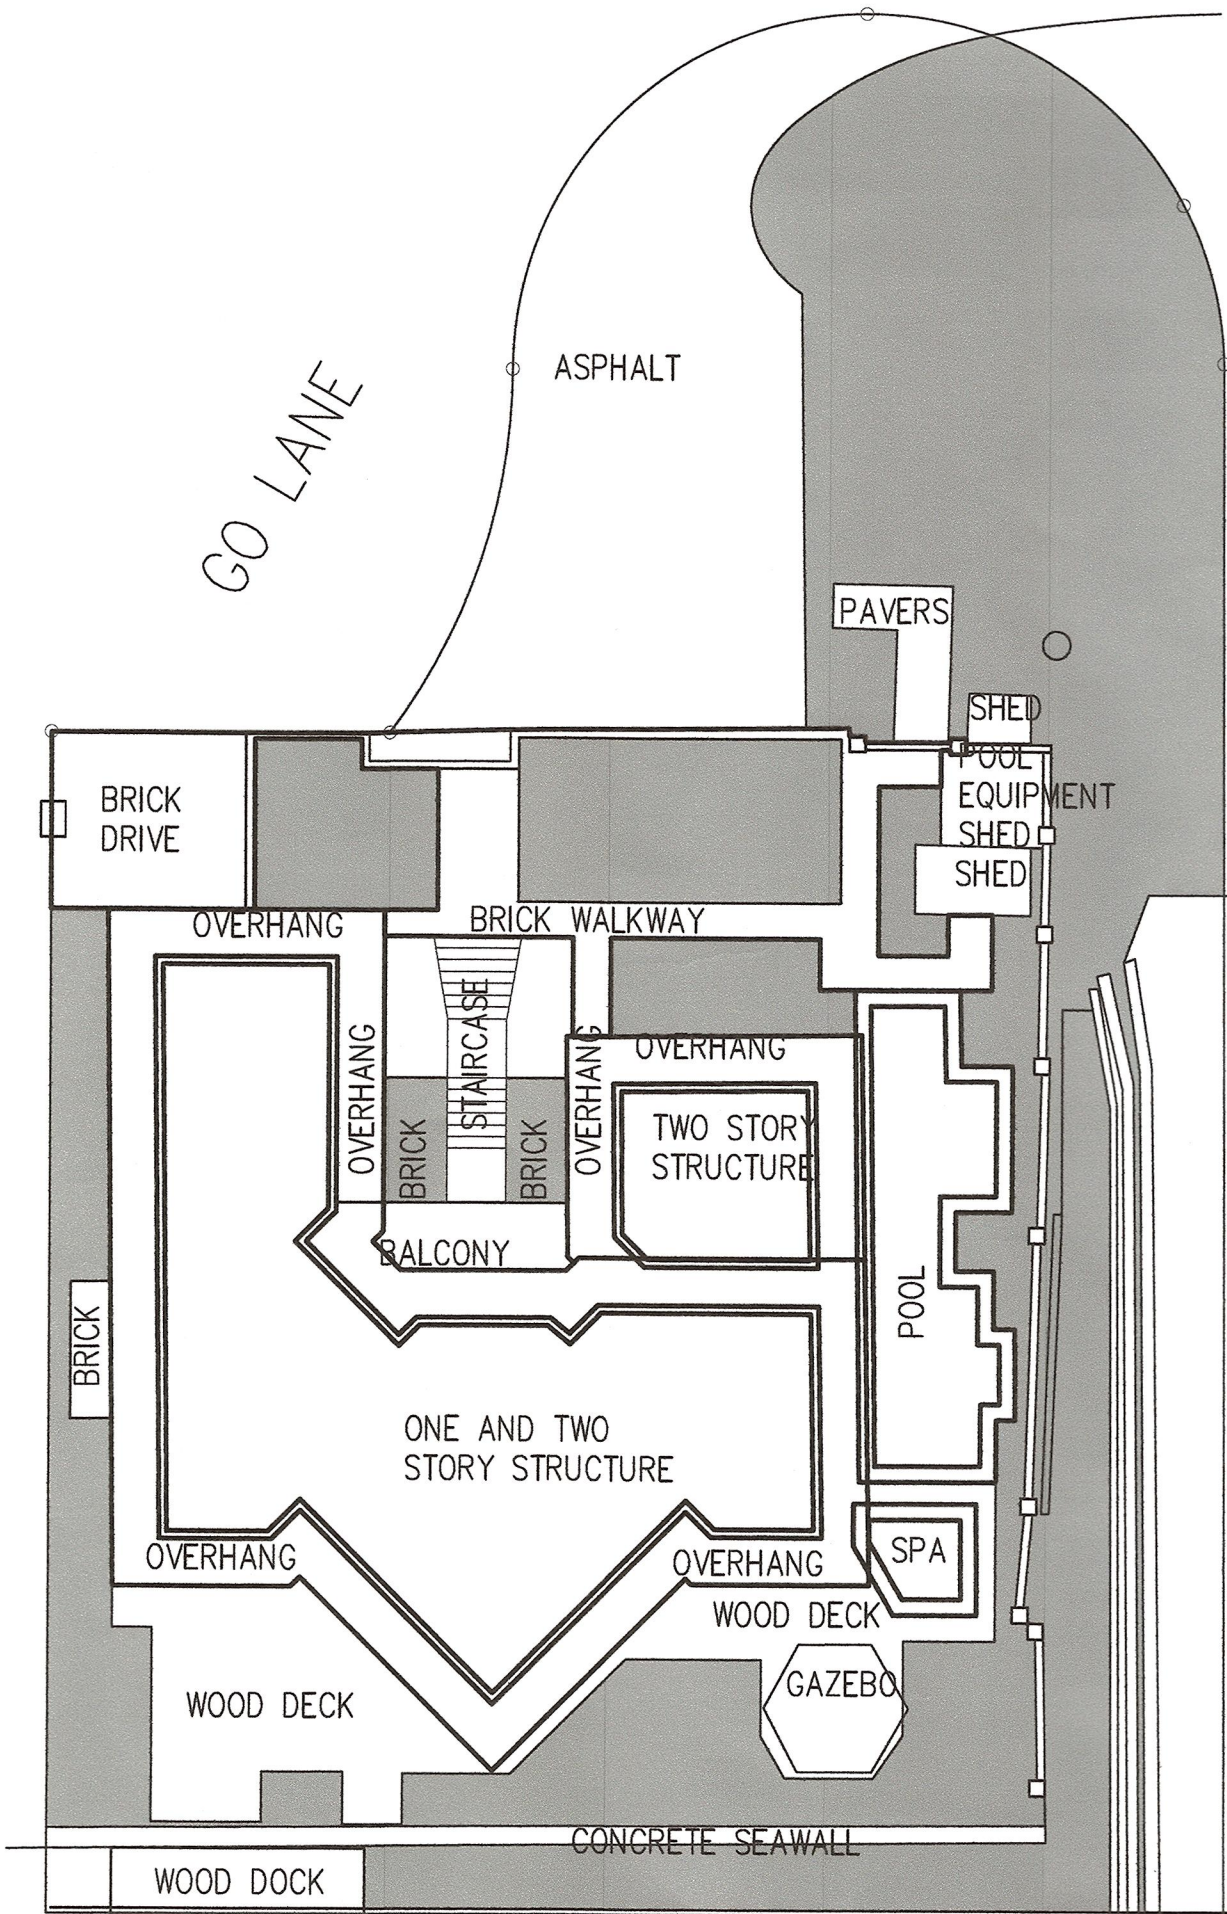 ASPHALT
GO LANE
PAVERS
SHED
POOL
EQUIPMENT
SHED
SHED
BRICK
DRIVE
OVERHANG
BRICK WALKWAY
STAIRCASE
OVERHANG
OVERHANG
OVERHANG
BRICK
BRICK
TWO STORY
STRUCTURE
BALCONY
POOL
BRICK
ONE AND TWO
STORY STRUCTURE
OVERHANG
OVERHANG
SPA
WOOD DECK
GAZEBO
WOOD DECK
CONCRETE SEAWALL
WOOD DOCK